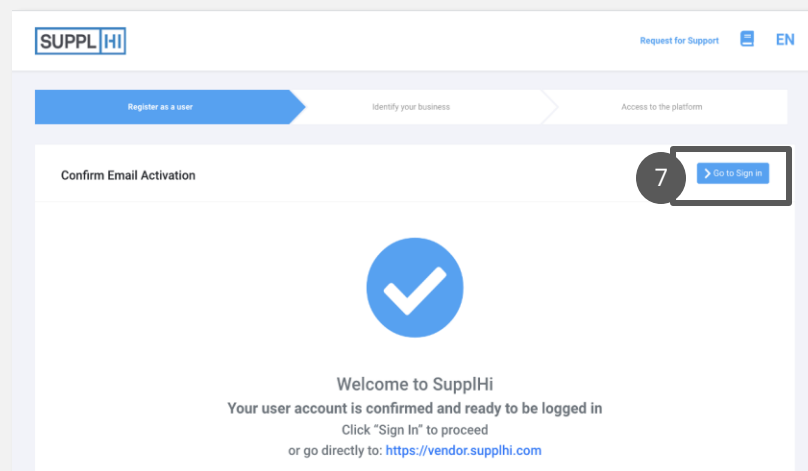 SUPPLHI
Request for Support
EN
Register as a user
Identify your business
Access to the platform
Confirm Email Activation
7
Go to Sign in
Welcome to SupplHi
Your user account is confirmed and ready to be logged in
Click “Sign In” to proceed
or go directly to: https://vendor.supplhi.com